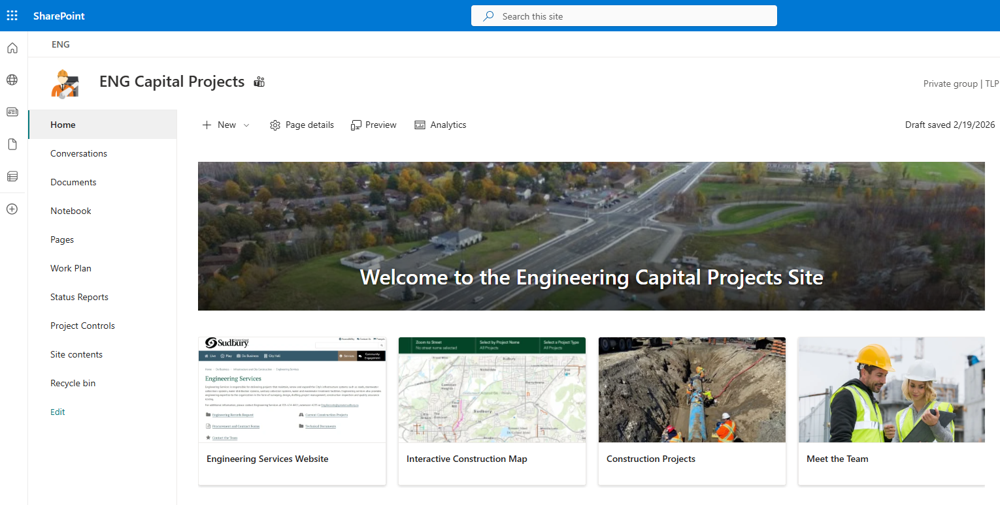 SharePoint
Search this site
ENG
ENG Capital Projects
Private group | TLP
Home
Conversations
Documents
Notebook
Pages
Work Plan
Status Reports
Project Controls
Site contents
Recycle bin
Edit
New
Page details
Preview
Analytics
Draft saved 2/19/2026
Welcome to the Engineering Capital Projects Site
Sudbury
Accessibility
Contact Us
Français
Live
Play
Do Business
City Hall
Services
Community
Engagement
Engineering Services
Engineering Records Request
Current Construction Projects
Procurement and Contract Forms
Technical Documents
Contact the Team
Engineering Services Website
Zoom to Street
No street name selected
Select by Project Name
All Projects
Select a Project Type
All Projects
Sudbury
Interactive Construction Map
Construction Projects
Meet the Team